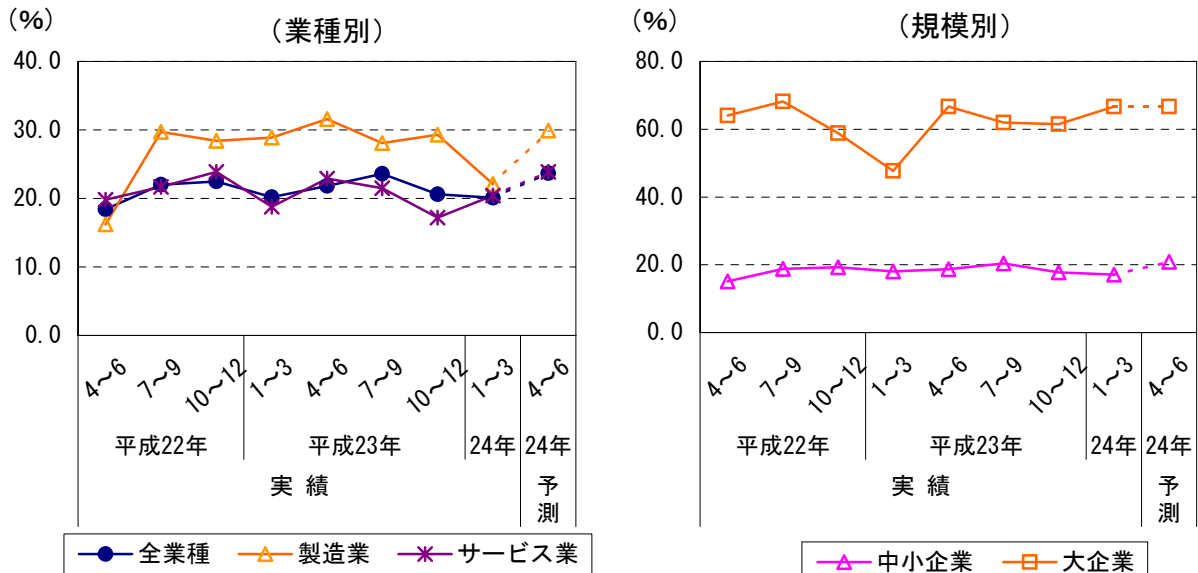 (%)
(業種別)
40.0
30.0
20.0
10.0
0.0
4～6
7～9
10～12
1～3
4～6
7～9
10～12
1～3
4～6
平成22年
平成23年
24年
24年
実 績
予測
全業種
製造業
サービス業
(%)
(規模別)
80.0
60.0
40.0
20.0
0.0
4～6
7～9
10～12
1～3
4～6
7～9
10～12
1～3
4～6
平成22年
平成23年
24年
24年
実 績
予測
中小企業
大企業